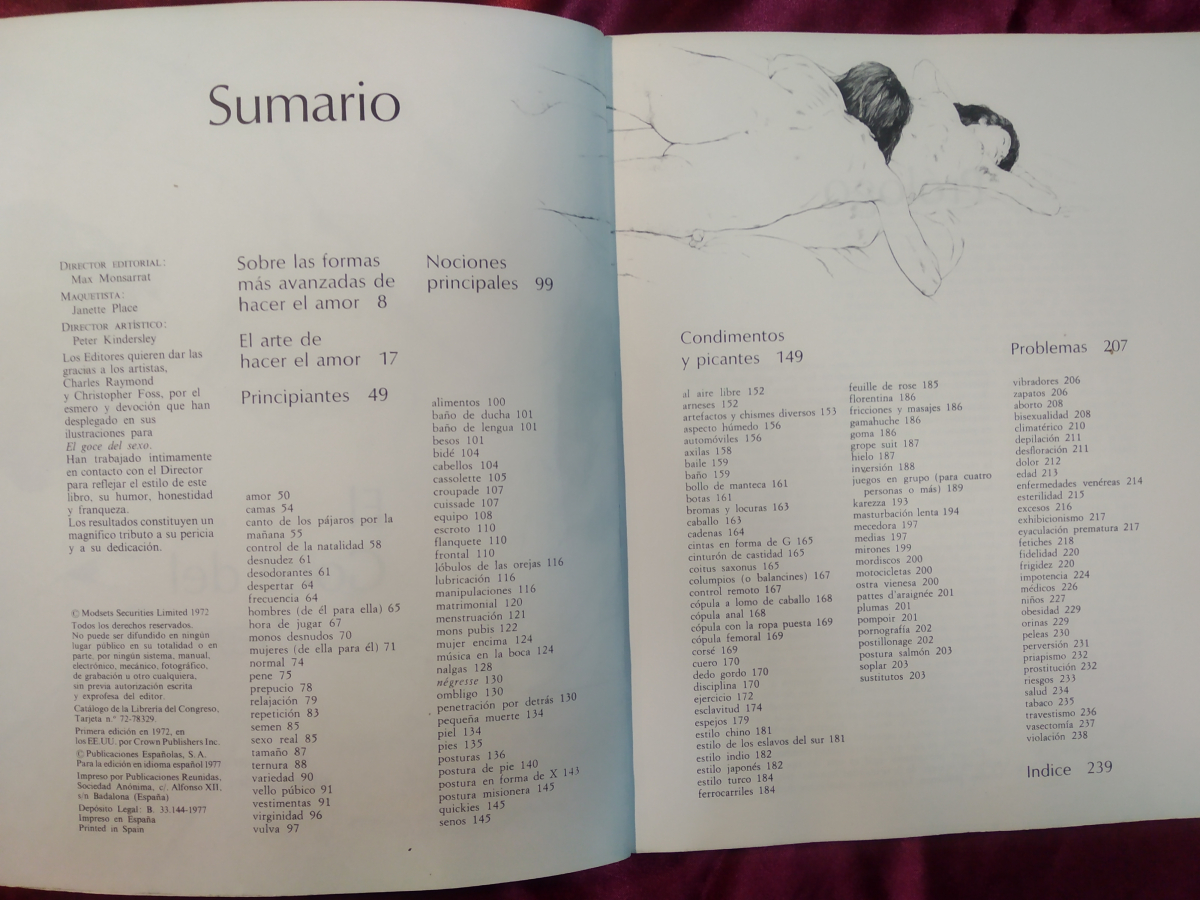 Sumario
DIRECTOR EDITORIAL:
Max Monsarrat
MAQUETISTA:
Janette Place
DIRECTOR ARTÍSTICO:
Peter Kindersley
Los Editores quieren dar las
gracias a los artistas,
Charles Raymond
y Christopher Foss, por el
esmero y devoción que han
desplegado en sus
ilustraciones para
El goce del sexo.
Han trabajado intimamente
en contacto con el Director
para reflejar el estilo de este
libro, su humor, honestidad
y franqueza.
Los resultados constituyen un
magnífico tributo a su pericia
y a su dedicación.
© Modsets Securities Limited 1972
Todos los derechos reservados.
No puede ser difundido en ningún
lugar público en su totalidad o en
parte, por ningún sistema, manual,
electrónico, mecánico, fotográfico,
de grabación u otro cualquiera,
sin previa autorización escrita
y exprofesa del editor.
Catálogo de la Librería del Congreso,
Tarjeta n.º 72-78329.
Primera edición en 1972, en
los EE.UU. por Crown Publishers Inc.
© Publicaciones Españolas, S. A.
Para la edición en idioma español 1977
Impreso por Publicaciones Reunidas,
Sociedad Anónima, c/. Alfonso XII,
s/n Badalona (España)
Depósito Legal: B. 33.144-1977
Impreso en España
Printed in Spain
Sobre las formas
más avanzadas de
hacer el amor 8
El arte de
hacer el amor 17
Principiantes 49
amor 50
camas 54
canto de los pájaros por la
mañana 55
control de la natalidad 58
desnudez 61
desodorantes 61
despertar 64
frecuencia 64
hombres (de él para ella) 65
hora de jugar 67
monos desnudos 70
mujeres (de ella para él) 71
normal 74
pene 75
prepucio 78
relajación 79
repetición 83
semen 85
sexo real 85
tamaño 87
ternura 88
variedad 90
vello púbico 91
vestimentas 91
virginidad 96
vulva 97
Nociones
principales 99
alimentos 100
baño de ducha 101
baño de lengua 101
besos 101
bidé 104
cabellos 104
cassolette 105
croupade 107
cuissade 107
equipo 108
escroto 110
flanquete 110
frontal 110
lóbulos de las orejas 116
lubricación 116
manipulaciones 116
matrimonial 120
menstruación 121
mons pubis 122
mujer encima 124
música en la boca 124
nalgas 128
négresse 130
ombligo 130
penetración por detrás 130
pequeña muerte 134
piel 134
pies 135
posturas 136
postura de pie 140
postura en forma de X 143
postura misionera 145
quickies 145
senos 145
Condimentos
y picantes 149
al aire libre 152
arneses 152
artefactos y chismes diversos 153
aspecto húmedo 156
automóviles 156
axilas 158
baile 159
baño 159
bollo de manteca 161
botas 161
bromas y locuras 163
caballo 163
cadenas 164
cintas en forma de G 165
cinturón de castidad 165
coitus saxonus 165
columpios (o balancines) 167
control remoto 167
cópula a lomo de caballo 168
cópula anal 168
cópula con la ropa puesta 169
cópula femoral 169
corsé 169
cuero 170
dedo gordo 170
disciplina 170
ejercicio 172
esclavitud 174
espejos 179
estilo chino 181
estilo de los eslavos del sur 181
estilo indio 182
estilo japonés 182
estilo turco 184
ferrocarriles 184
feuille de rose 185
florentina 186
fricciones y masajes 186
gamahuche 186
goma 186
grope suit 187
hielo 187
inversión 188
juegos en grupo (para cuatro
personas o más) 189
karezza 193
masturbación lenta 194
mecedora 197
medias 197
mirones 199
mordiscos 200
motocicletas 200
ostra vienesa 200
pattes d'araignée 201
plumas 201
pompoir 201
pornografía 202
postillonage 202
postura salmón 203
soplar 203
sustitutos 203
Problemas 207
vibradores 206
zapatos 206
aborto 208
bisexualidad 208
climatérico 210
depilación 211
desfloración 211
dolor 212
edad 213
enfermedades venéreas 214
esterilidad 215
excesos 216
exhibicionismo 217
eyaculación prematura 217
fetiches 218
fidelidad 220
frigidez 220
impotencia 224
médicos 226
niños 227
obesidad 229
orinas 229
peleas 230
perversión 231
priapismo 232
prostitución 232
riesgos 233
salud 234
tabaco 235
travestismo 236
vasectomía 237
violación 238
Indice 239